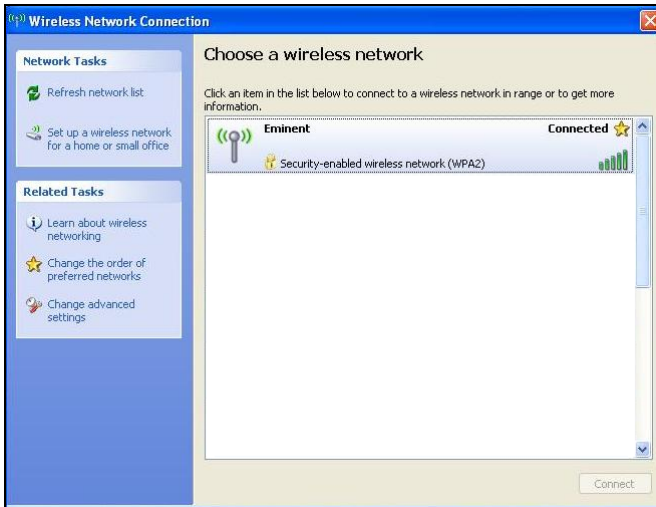 Wireless Network Connection
Network Tasks
Refresh network list
Set up a wireless network
for a home or small office
Related Tasks
Learn about wireless
networking
Change the order of
preferred networks
Change advanced
settings
Choose a wireless network
Click an item in the list below to connect to a wireless network in range or to get more
information.
Eminent Connected
Security-enabled wireless network (WPA2)
Connect